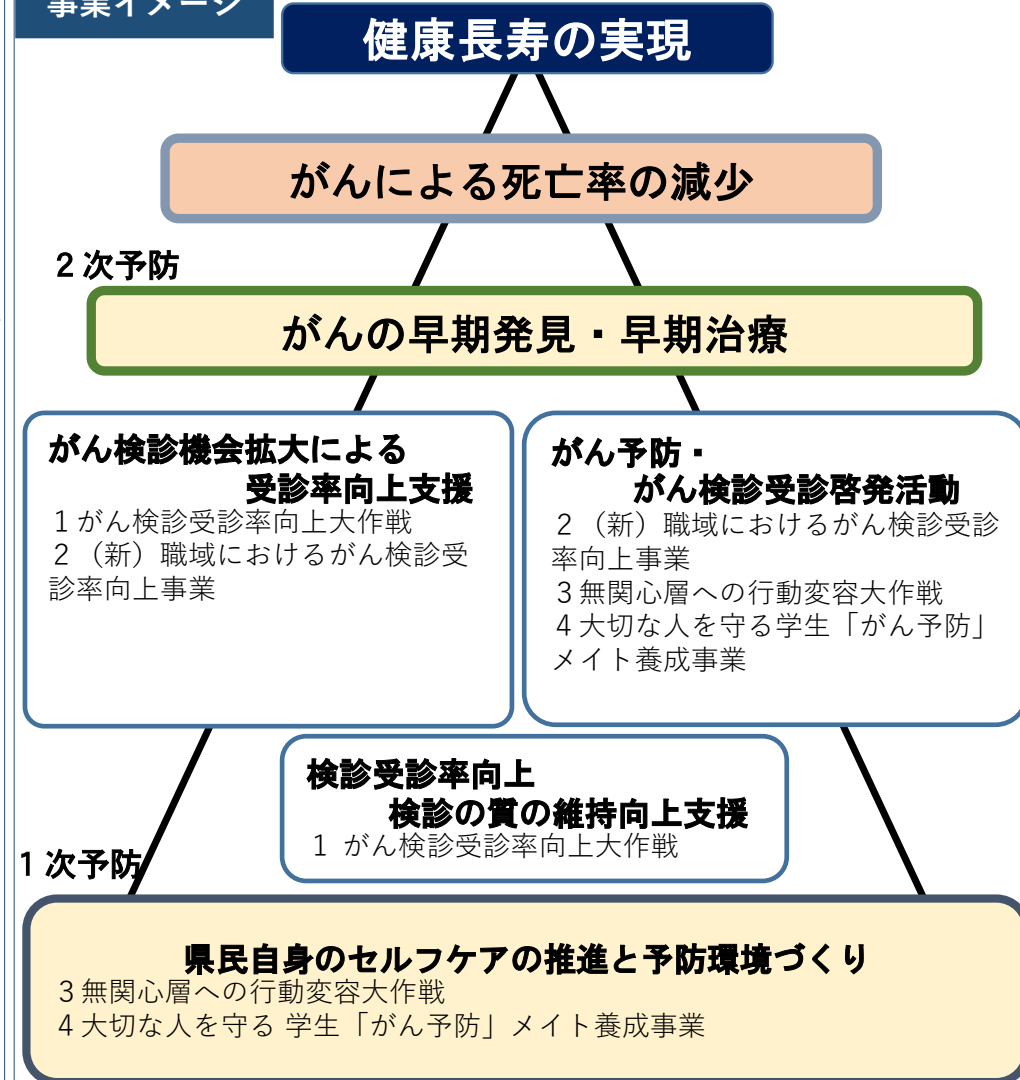 事業イメージ
健康長寿の実現
がんによる死亡率の減少
２次予防
がんの早期発見・早期治療
がん検診機会拡大による
受診率向上支援
１がん検診受診率向上大作戦
２（新）職域におけるがん検診受
診率向上事業
がん予防・
がん検診受診啓発活動
２（新）職域におけるがん検診受診
率向上事業
３無関心層への行動変容大作戦
４大切な人を守る学生「がん予防」
メイト養成事業
検診受診率向上
検診の質の維持向上支援
１ がん検診受診率向上大作戦
１次予防
県民自身のセルフケアの推進と予防環境づくり
３無関心層への行動変容大作戦
４大切な人を守る 学生「がん予防」メイト養成事業